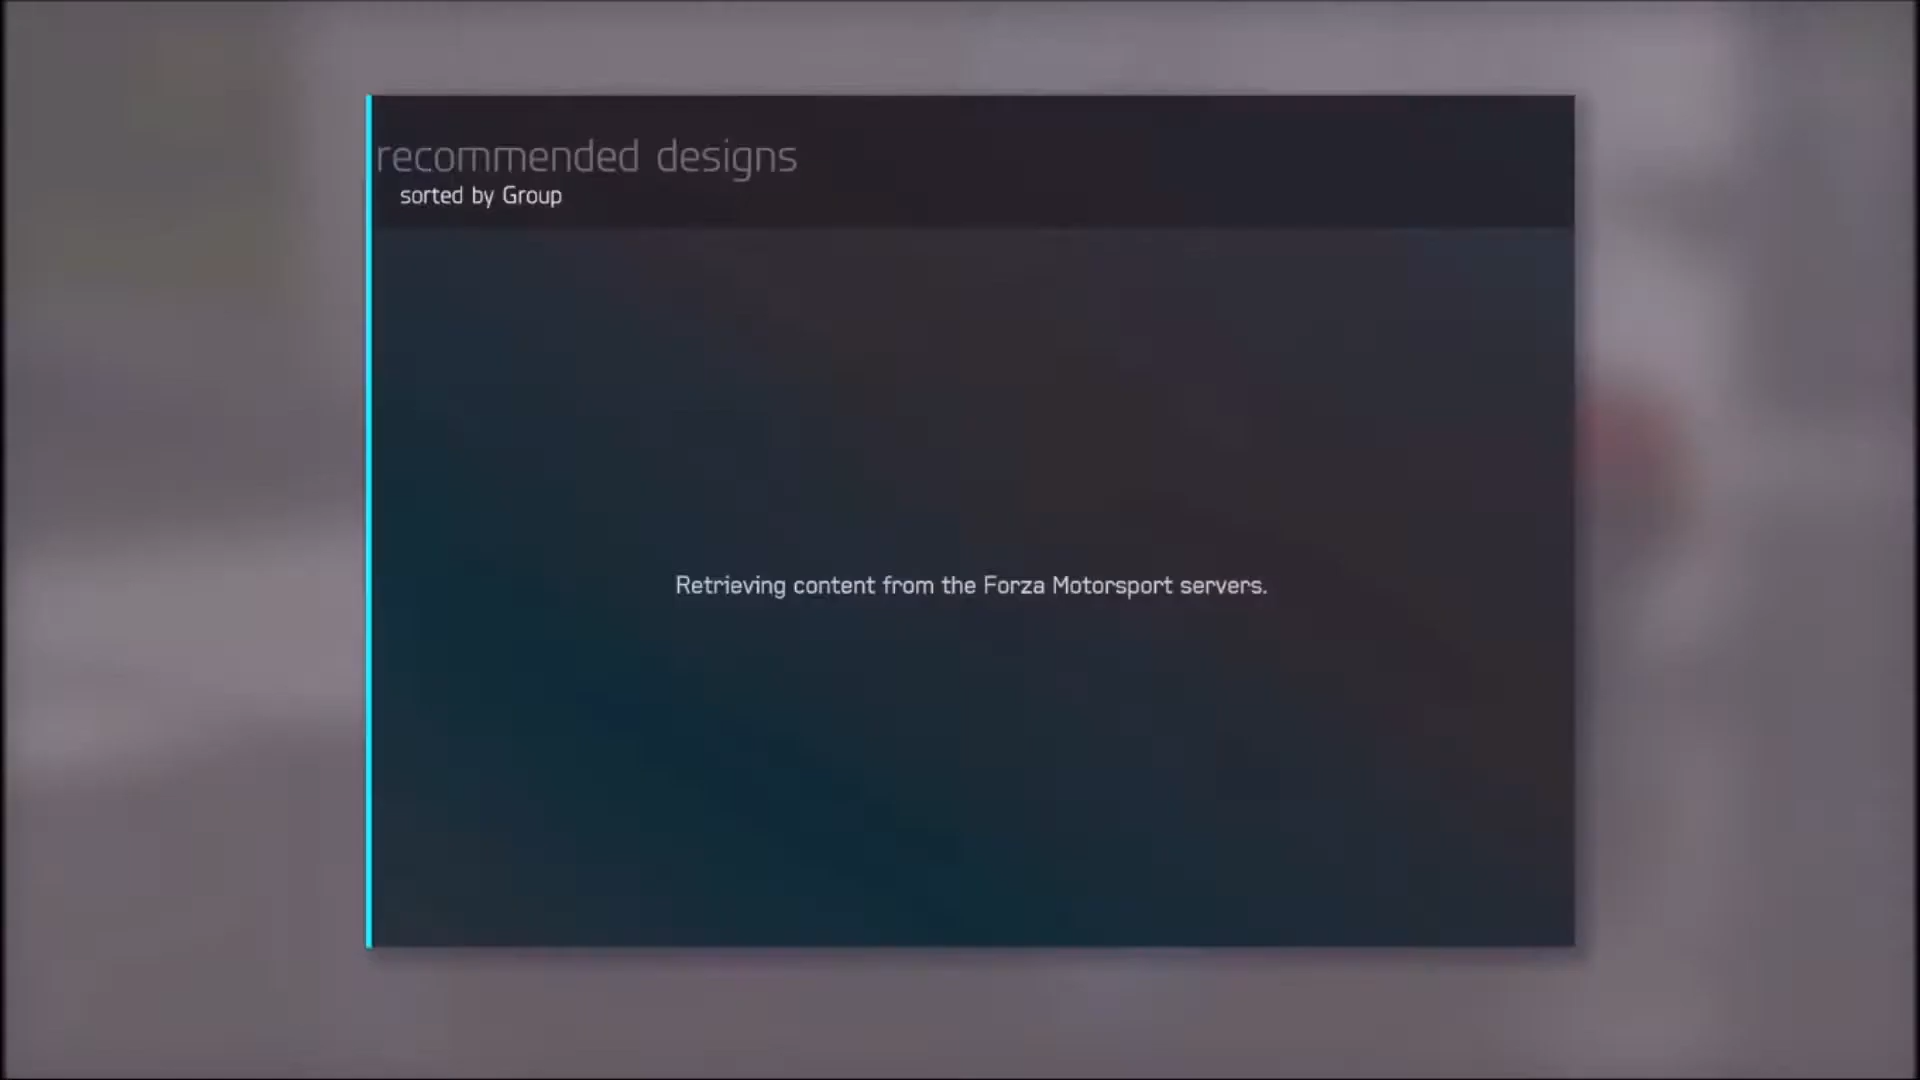 recommended designs
sorted by Group
Retrieving content from the Forza Motorsport servers.